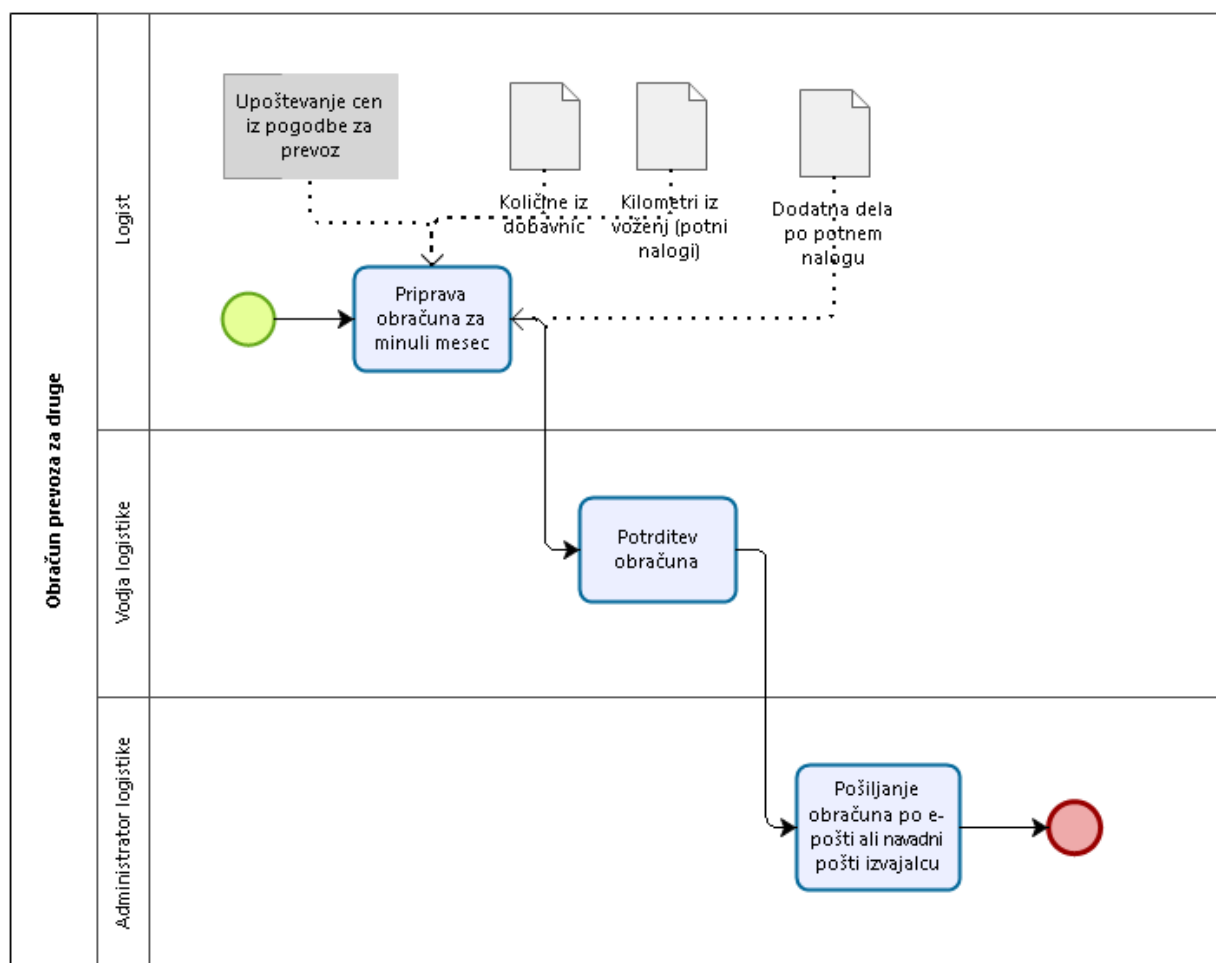 Obračun prevoza za druge
Logist
Upoštevanje cen
iz pogodbe za
prevoz
Količine iz
dobavnic
Kilometri iz
voženj (potni
nalogi)
Dodatna dela
po potnem
nalogu
Priprava
obračuna za
minuli mesec
Vodja logistike
Potrditev
obračuna
Administrator logistike
Pošiljanje
obračuna po e-
pošti ali navadni
pošti izvajalcu